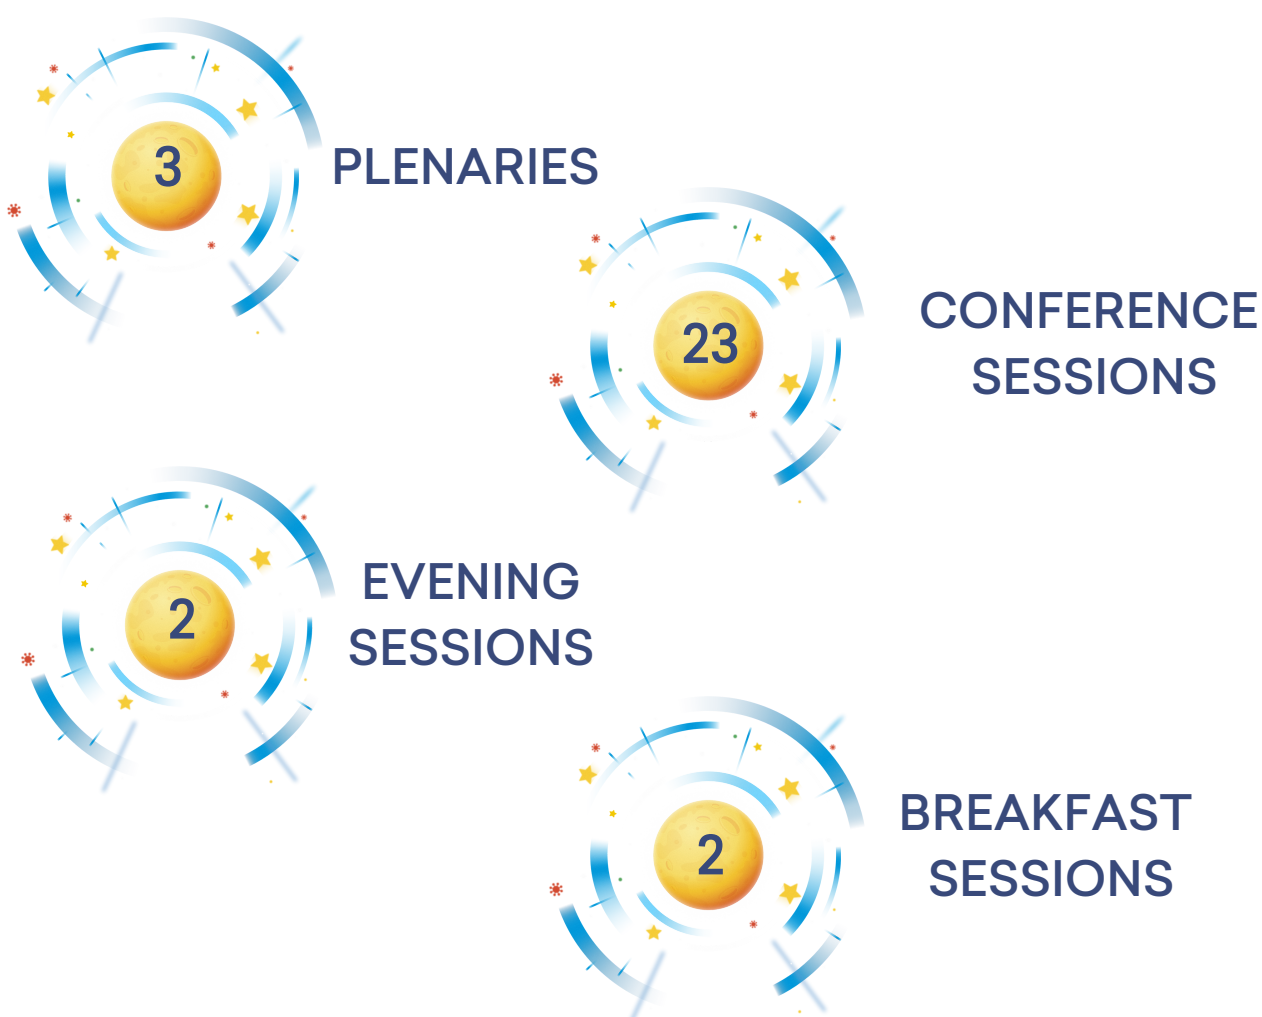 3
PLENARIES
23
CONFERENCE
SESSIONS
2
EVENING
SESSIONS
2
BREAKFAST
SESSIONS